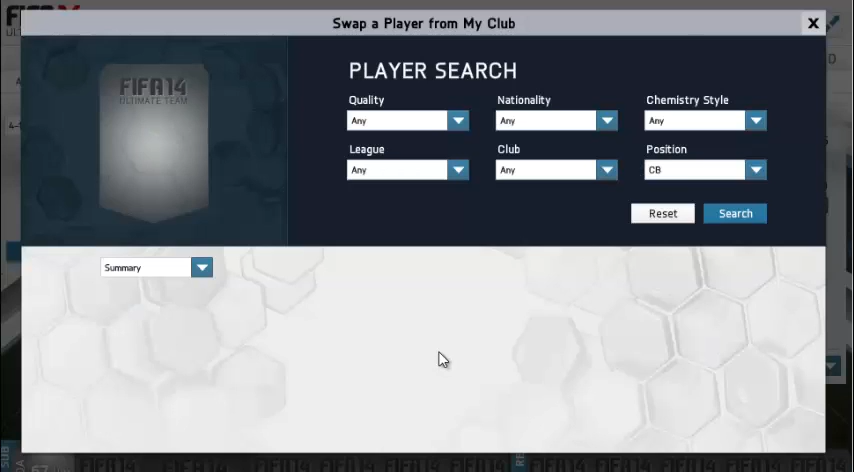 Swap a Player from My Club
X
FIFA14
ULTIMATE TEAM
PLAYER SEARCH
Quality Nationality Chemistry Style
Any Any Any
League Club Position
Any Any CB
Reset Search
Summary